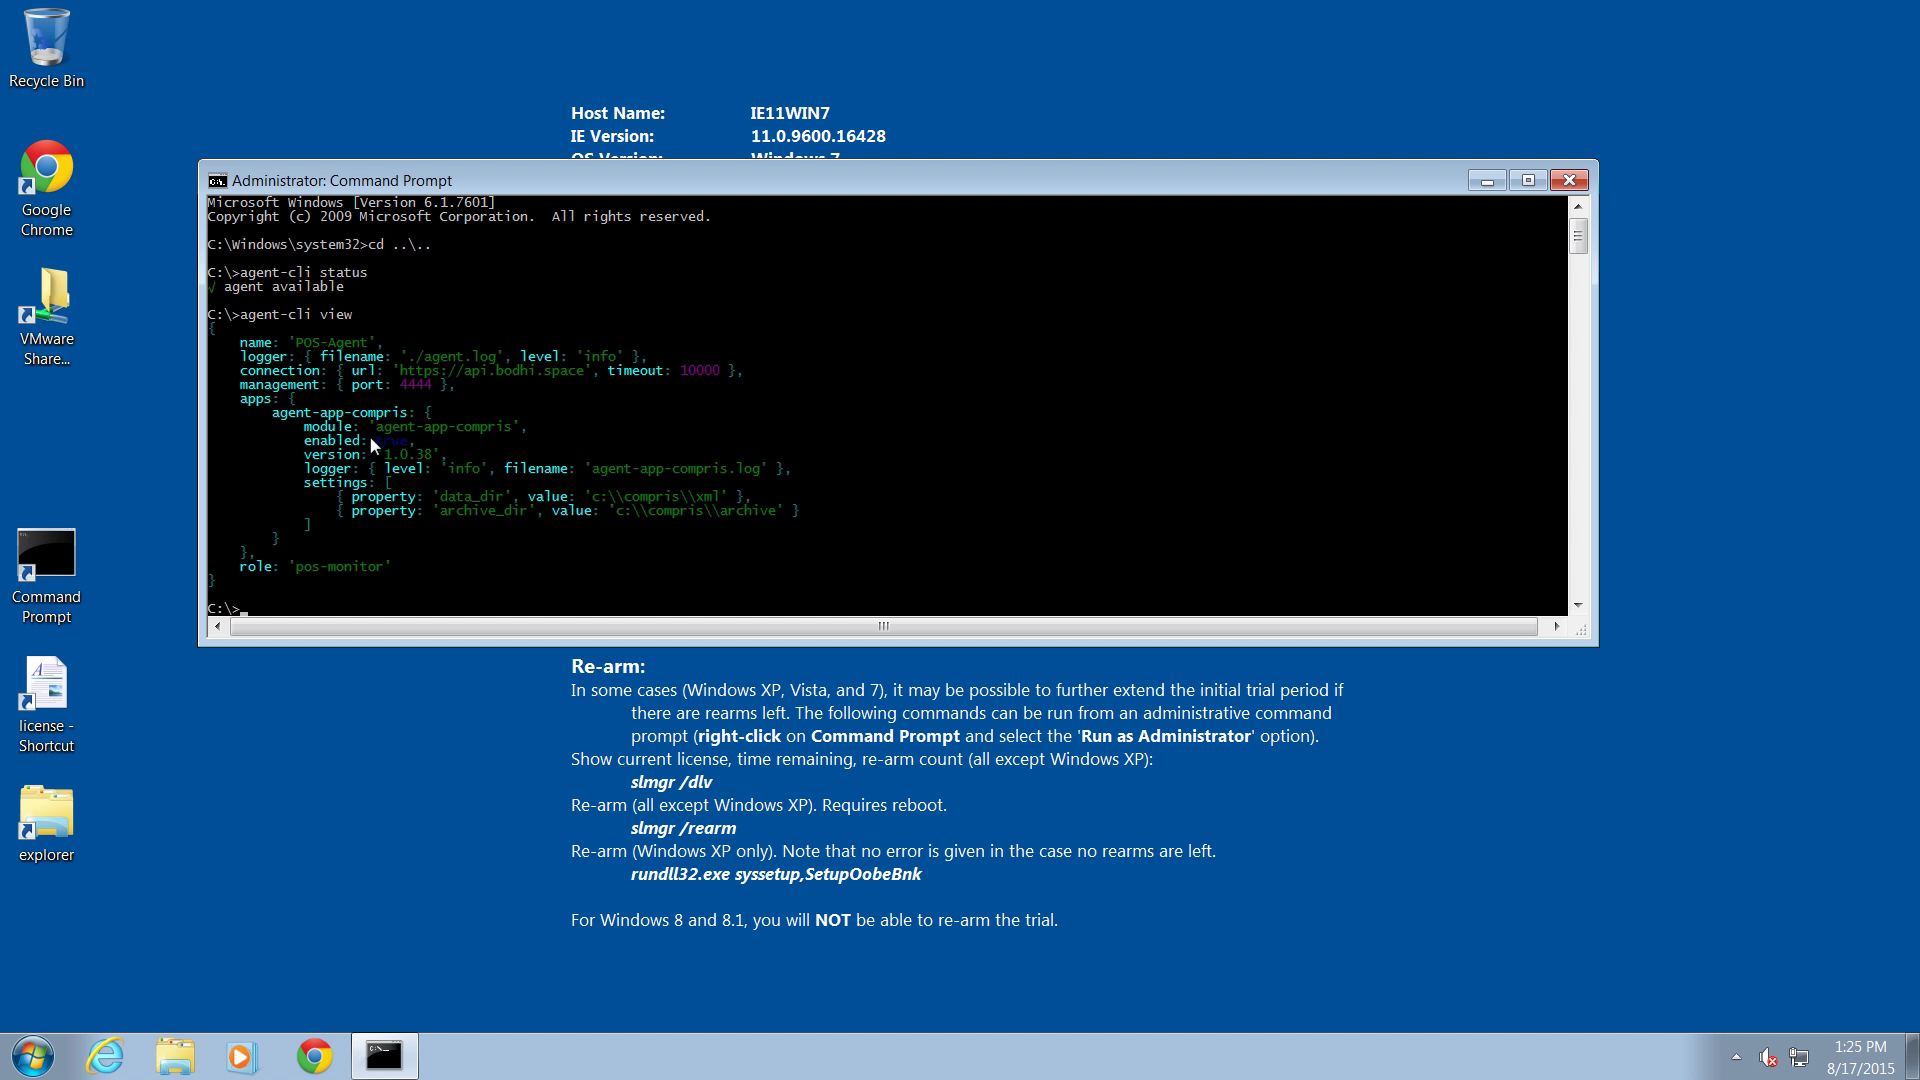 Recycle Bin
Google
Chrome
VMware
Share...
Command
Prompt
license -
Shortcut
explorer
Host Name: IE11WIN7
IE Version: 11.0.9600.16428
OS Version: Windows 7
Administrator: Command Prompt
Microsoft Windows [Version 6.1.7601]
Copyright (c) 2009 Microsoft Corporation.  All rights reserved.
C:\Windows\system32>cd ..\..
C:\>agent-cli status
√ agent available
C:\>agent-cli view
{
name: 'POS-Agent',
logger: { filename: './agent.log', level: 'info' },
connection: { url: 'https://api.bodhi.space', timeout: 10000 },
management: { port: 4444 },
apps: {
agent-app-compris: {
module: 'agent-app-compris',
enabled: true,
version: '1.0.38',
logger: { level: 'info', filename: 'agent-app-compris.log' },
settings: [
{ property: 'data_dir', value: 'c:\\compris\\xml' },
{ property: 'archive_dir', value: 'c:\\compris\\archive' }
]
}
},
role: 'pos-monitor'
}
C:\>_
Re-arm:
In some cases (Windows XP, Vista, and 7), it may be possible to further extend the initial trial period if
there are rearms left. The following commands can be run from an administrative command
prompt (right-click on Command Prompt and select the 'Run as Administrator' option).
Show current license, time remaining, re-arm count (all except Windows XP):
slmgr /dlv
Re-arm (all except Windows XP). Requires reboot.
slmgr /rearm
Re-arm (Windows XP only). Note that no error is given in the case no rearms are left.
rundll32.exe syssetup,SetupOobeBnk
For Windows 8 and 8.1, you will NOT be able to re-arm the trial.
1:25 PM
8/17/2015